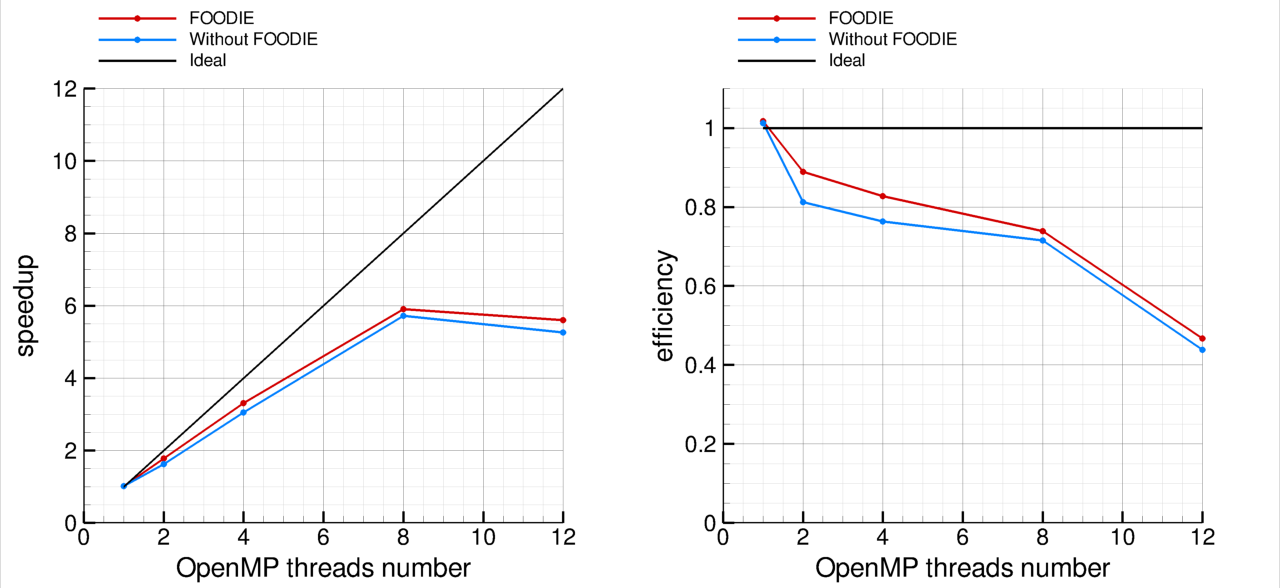 FOODIE
Without FOODIE
Ideal
12
10
8
6
4
2
0
speedup
0 2 4 6 8 10 12
OpenMP threads number
FOODIE
Without FOODIE
Ideal
1
0.8
0.6
0.4
0.2
0
efficiency
0 2 4 6 8 10 12
OpenMP threads number